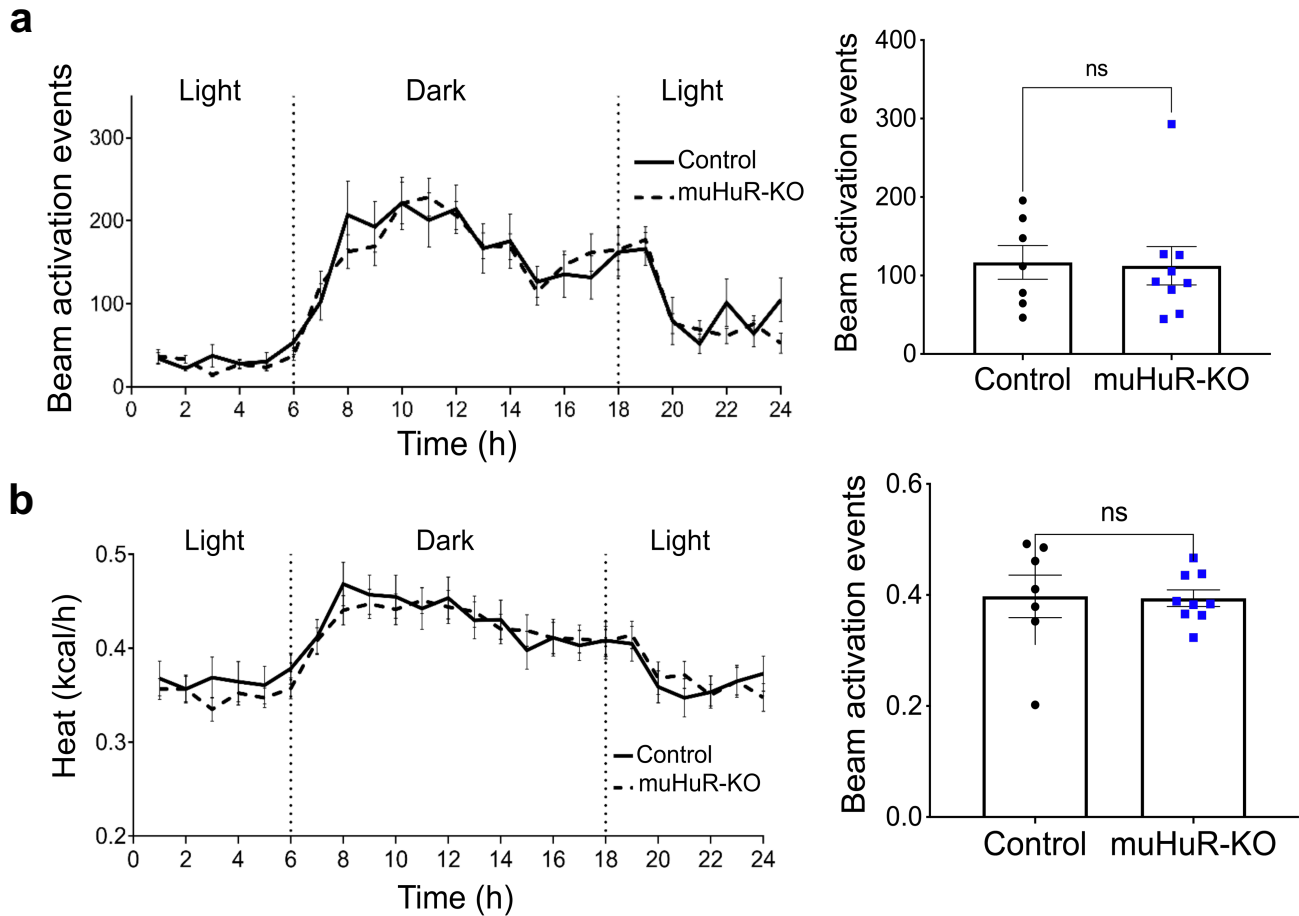 a
Light Dark Light
Beam activation events
300
200
100
0
Control
muHuR-KO
0 2 4 6 8 10 12 14 16 18 20 22 24
Time (h)
Beam activation events
400
300
200
100
0
ns
Control muHuR-KO
b
Light Dark Light
Heat (kcal/h)
0.5
0.4
0.3
0.2
Control
muHuR-KO
0 2 4 6 8 10 12 14 16 18 20 22 24
Time (h)
Beam activation events
0.6
0.4
0.2
0.0
ns
Control muHuR-KO